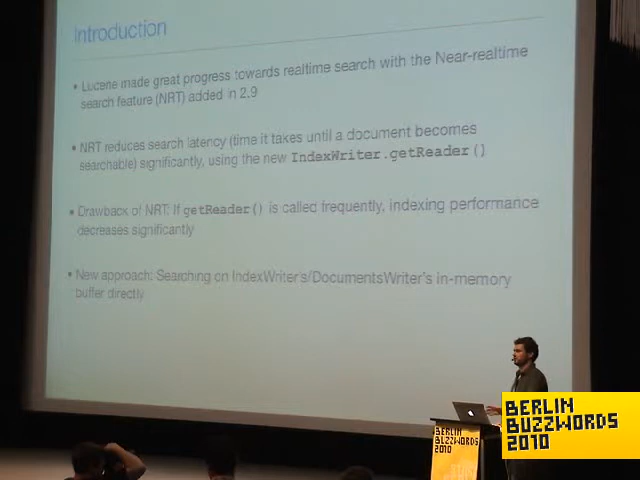 Introduction
• Lucene made great progress towards realtime search with the Near-realtime
search feature (NRT) added in 2.9
• NRT reduces search latency (time it takes until a document becomes
searchable) significantly, using the new IndexWriter.getReader()
• Drawback of NRT: If getReader() is called frequently, indexing performance
decreases significantly
• New approach: Searching on IndexWriter's/DocumentsWriter's in-memory
buffer directly
BERLIN
BUZZWORDS
2010
BERLIN
BUZZWORDS
2010